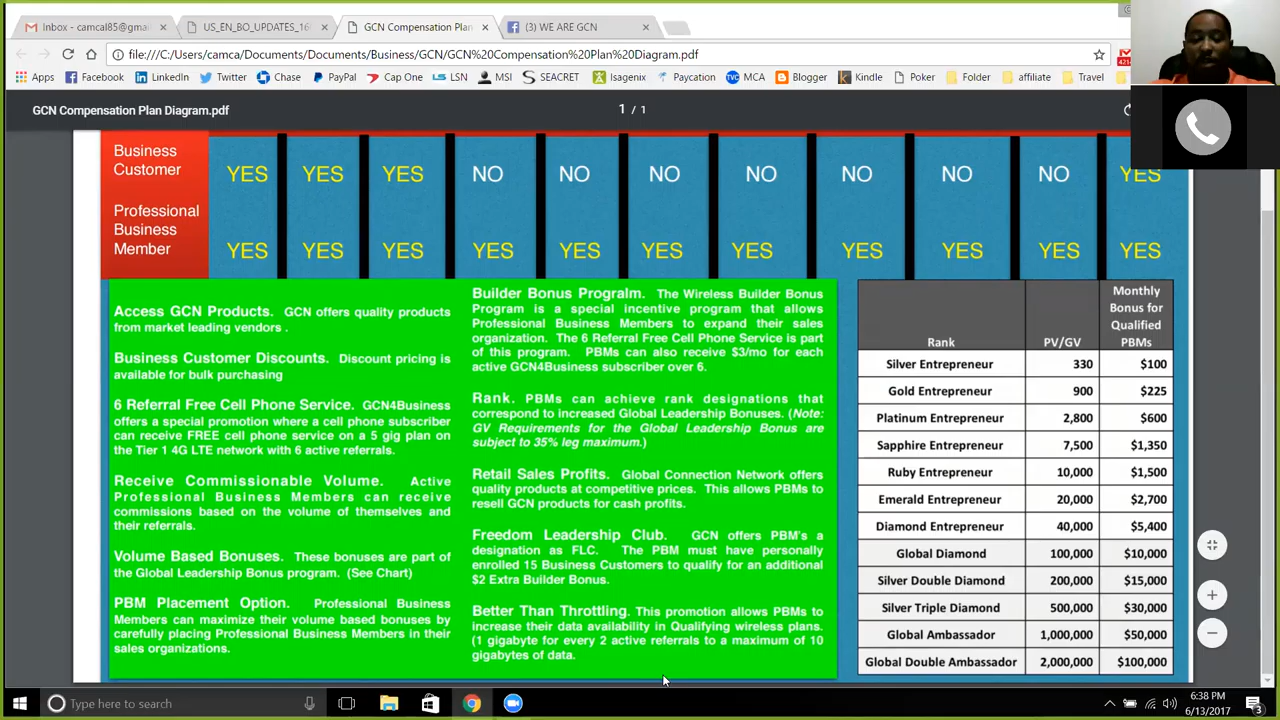 Inbox - camcal85@gmai
US_EN_BO_UPDATES_16
GCN Compensation Plan
(3) WE ARE GCN
file:///C:/Users/camca/Documents/Documents/Business/GCN/GCN%20Compensation%20Plan%20Diagram.pdf
Apps Facebook LinkedIn Twitter Chase PayPal Cap One LSN MSI SEACRET Isagenix Paycation MCA Blogger Kindle Poker Folder affiliate Travel
GCN Compensation Plan Diagram.pdf
1 / 1
Business
Customer
YES YES YES NO NO NO NO NO NO NO YES
Professional
Business
Member
YES YES YES YES YES YES YES YES YES YES YES
Access GCN Products. GCN offers quality products
from market leading vendors .
Business Customer Discounts. Discount pricing is
available for bulk purchasing
6 Referral Free Cell Phone Service. GCN4Business
offers a special promotion where a cell phone subscriber
can receive FREE cell phone service on a 5 gig plan on
the Tier 1 4G LTE network with 6 active referrals.
Receive Commissionable Volume. Active
Professional Business Members can receive
commissions based on the volume of themselves and
their referrals.
Volume Based Bonuses. These bonuses are part of
the Global Leadership Bonus program. (See Chart)
PBM Placement Option. Professional Business
Members can maximize their volume based bonuses by
carefully placing Professional Business Members in their
sales organizations.
Builder Bonus Progralm. The Wireless Builder Bonus
Program is a special incentive program that allows
Professional Business Members to expand their sales
organization. The 6 Referral Free Cell Phone Service is part
of this program. PBMs can also receive $3/mo for each
active GCN4Business subscriber over 6.
Rank. PBMs can achieve rank designations that
correspond to increased Global Leadership Bonuses. (Note:
GV Requirements for the Global Leadership Bonus are
subject to 35% leg maximum.)
Retail Sales Profits. Global Connection Network offers
quality products at competitive prices. This allows PBMs to
resell GCN products for cash profits.
Freedom Leadership Club. GCN offers PBM's a
designation as FLC. The PBM must have personally
enrolled 15 Business Customers to qualify for an additional
$2 Extra Builder Bonus.
Better Than Throttling. This promotion allows PBMs to
increase their data availability in Qualifying wireless plans.
(1 gigabyte for every 2 active referrals to a maximum of 10
gigabytes of data.
Monthly
Bonus for
Qualified
Rank PV/GV PBMs
Silver Entrepreneur 330 $100
Gold Entrepreneur 900 $225
Platinum Entrepreneur 2,800 $600
Sapphire Entrepreneur 7,500 $1,350
Ruby Entrepreneur 10,000 $1,500
Emerald Entrepreneur 20,000 $2,700
Diamond Entrepreneur 40,000 $5,400
Global Diamond 100,000 $10,000
Silver Double Diamond 200,000 $15,000
Silver Triple Diamond 500,000 $30,000
Global Ambassador 1,000,000 $50,000
Global Double Ambassador 2,000,000 $100,000
Type here to search
6:38 PM
6/13/2017
3